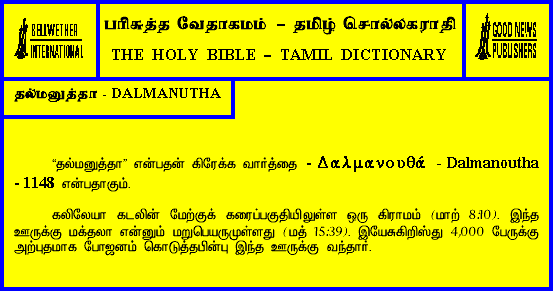 BELLWETHER
INTERNATIONAL
பரிசுத்த வேதாகமம் – தமிழ் சொல்லகராதி
THE HOLY BIBLE – TAMIL DICTIONARY
GOOD NEWS
PUBLISHERS
தல்மனுத்தா - DALMANUTHA
“தல்மனுத்தா” என்பதன் கிரேக்க வார்த்தை - Δαλμανουθά - Dalmanoutha
- 1148 என்பதாகும்.
கலிலேயா கடலின் மேற்குக் கரைப்பகுதியிலுள்ள ஒரு கிராமம் (மாற் 8:10). இந்த
ஊருக்கு மக்தலா என்னும் மறுபெயருமுள்ளது (மத் 15:39). இயேசுகிறிஸ்து 4,000 பேருக்கு
அற்புதமாக போஜனம் கொடுத்தபின்பு இந்த ஊருக்கு வந்தார்.